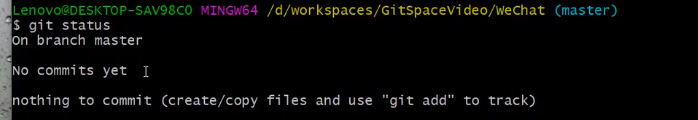 Lenovo@DESKTOP-SAV98C0 MINGW64 /d/workspaces/GitSpaceVideo/WeChat (master)
$ git status
On branch master
No commits yet
nothing to commit (create/copy files and use "git add" to track)